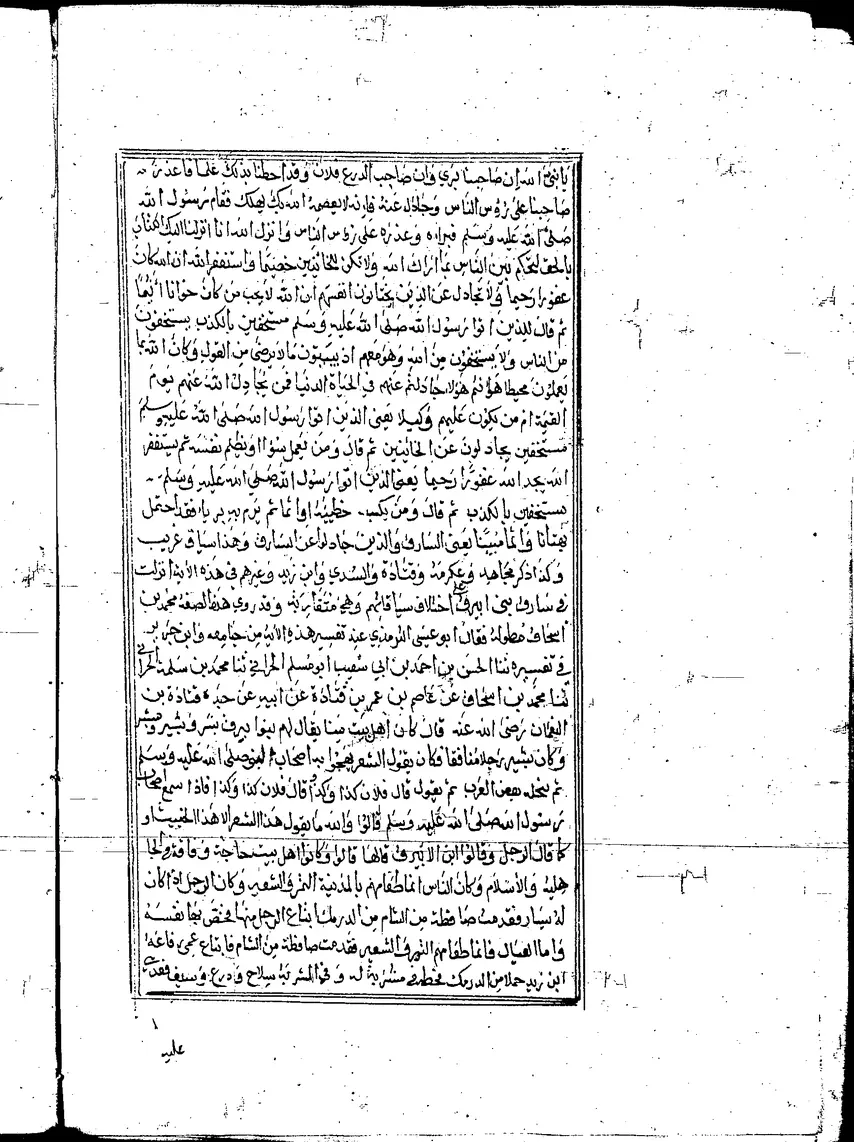 يا نبي الله إن صاحبنا بري وان صاحب الدرع فلان وقد احطنا بذلك علما فاعذر
صاحبنا على رؤس الناس وجادل عنه فإنه لا يعصمه الله بك يهلك فقام رسول الله
صلى الله عليه وسلم فبراه وعذره على رؤس الناس وانزل الله انا انزلنا اليك الكتاب
بالحق لتحكم بين الناس بما اراك الله ولا تكن للخائنين خصيما واستغفر الله ان الله كان
غفورا رحيما ولا تجادل عن الذين يختانون انفسهم ان الله لا يحب من كان خوانا اثيما
ثم قال للذين اتوا رسول الله صلى الله عليه وسلم مستخفين بالكذب يستخفون
من الناس ولا يستخفون من الله وهو معهم اذ يبيتون ما لا يرضى من القول وكان الله بما
يعملون محيطا هؤانتم هولا جادلتم عنهم في الحياة الدنيا فمن يجادل الله عنهم يوم
القيمة ام من يكون عليهم وكيلا يعني الذين اتوا رسول الله صلى الله عليه وسلم
مستخفين يجادلون عن الخائنين ثم قال ومن يعمل سوءا او يظلم نفسه ثم يستغفر
الله يجد الله غفورا رحيما يعني الذين اتوا رسول الله صلى الله عليه وسلم
مستخفين بالكذب ثم قال ومن يكسب خطيئة او اثما ثم يرم به بريا فقد احتمل
بهتانا واثما مبينا يعني السارق والذين جادلوا عن السارق وهذا سياق غريب
وكذا ذكر مجاهد وعكرمة وقتادة والسدي وابن زيد وغيرهم في هذه الآية انزلت
في سارق بني ابيرق على اختلاف سياقاتهم وهي متقاربة وقد روى هذه القصة محمد بن
اسحاق مطولة فقال ابو عيسى الترمذي عند تفسير هذه الآية من جامعه وابن جرير
في تفسيره ثنا الحسن بن احمد بن ابي شعيب ابو مسلم الحراني ثنا محمد بن سلمة الحراني
ثنا محمد بن اسحاق عن عاصم بن عمر بن قتادة عن ابيه عن جده قتادة بن
النعمان رضى الله عنه قال كان اهل بيت منا يقال لهم بنوا بيرق بشر وبشير ومبشر
وكان بشير رجلا منافقا فكان يقول الشعر يهجوا به اصحاب النبي صلى الله عليه وسلم
ثم ينحله بعض العرب ثم يقول قال فلان كذا وكذا وقال فلان كذا وكذا فاذا سمع اصحاب
رسول الله صلى الله عليه وسلم قالوا والله ما يقول هذا الشعر الا هذا الخبيث او
كما قال الرجل وقالوا ابن الابيرق قالها قالوا وكانوا اهل بيت حاجة وفاقة في الجا
هلية والاسلام وكان الناس انما طعامهم بالمدينة التمر والشعير وكان الرجل اذا كان
له يسار فقدمت ضافطة من الشام من الدرمك ابتاع الرجل منها فخص بها نفسه
واما العيال فانما طعامهم التمر والشعير فقدمت ضافطة من الشام فابتاع عمي رفاعة
ابن زيد حملا من الدرمك فحطه في مشربة له وفي المشربة سلاح ودرع وسيف فعدى
١
عليه